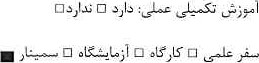 آموزش تکمیلی عملی: دارد □ ندارد□
سفر علمی □ کارگاه □ آزمایشگاه □ سمینار ■